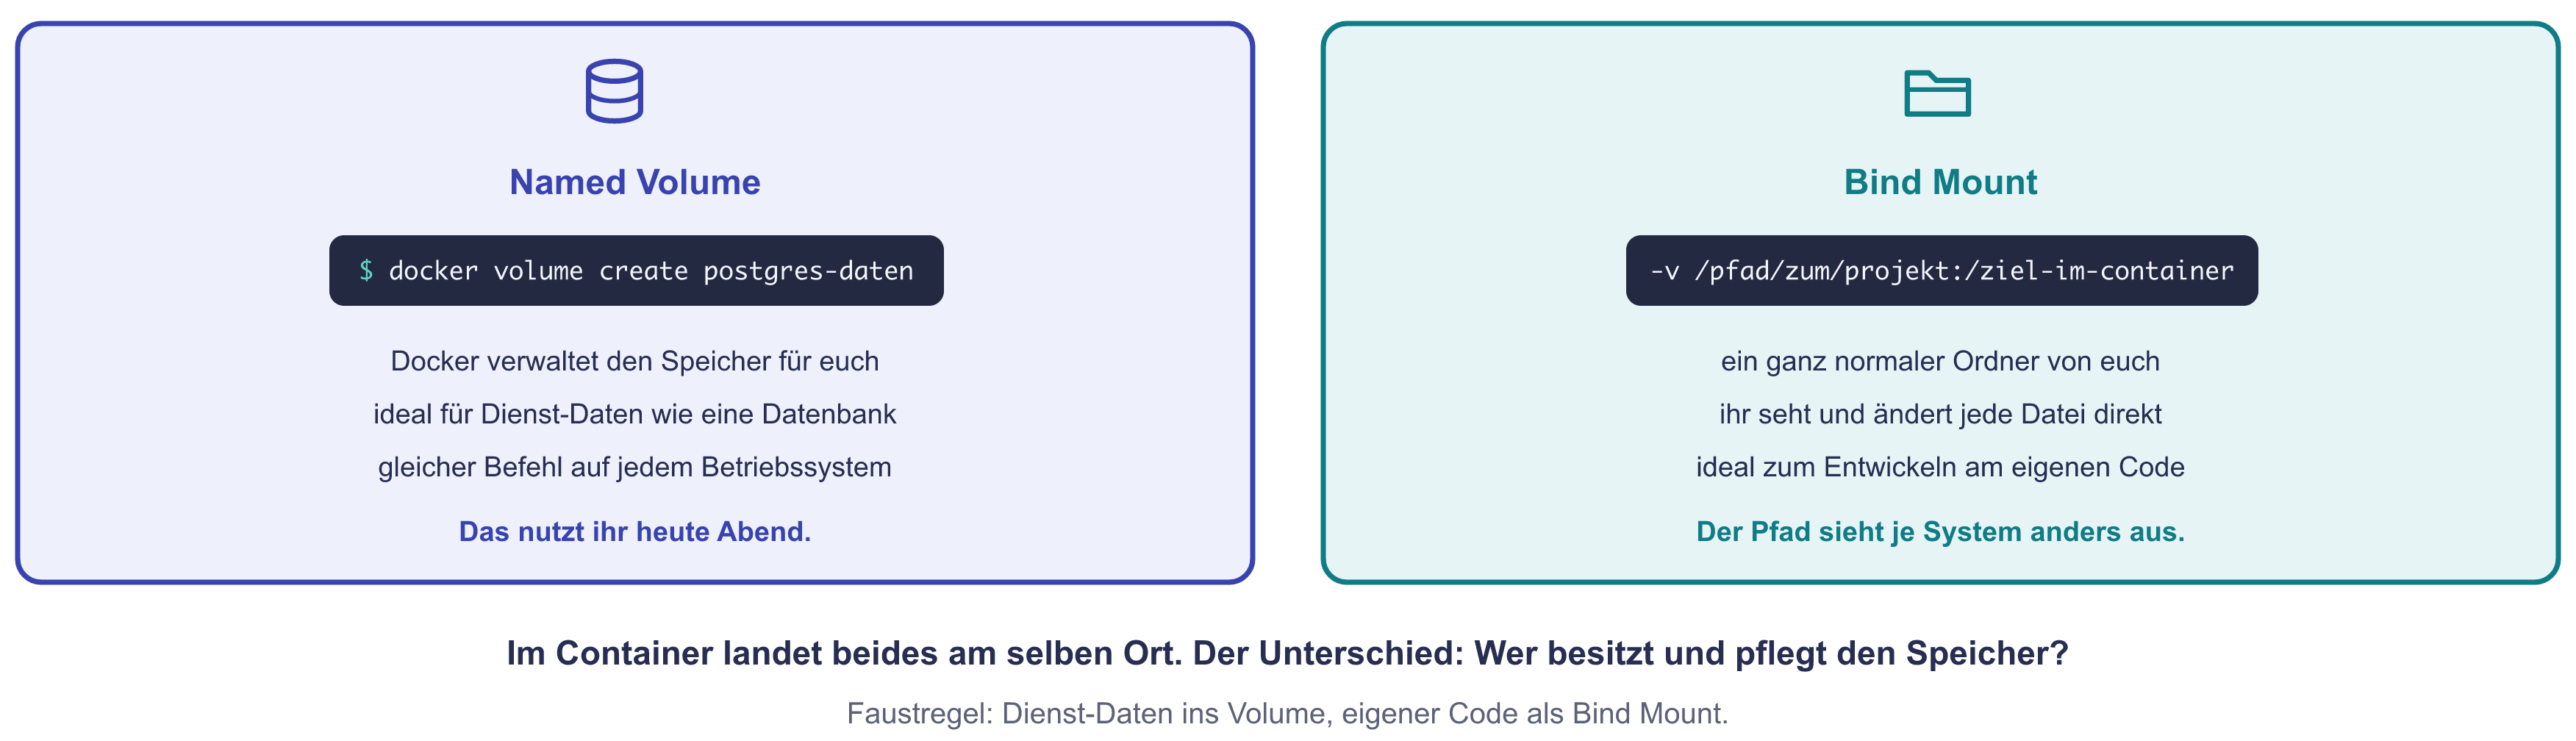 Named Volume
$ docker volume create postgres-daten
Docker verwaltet den Speicher für euch
ideal für Dienst-Daten wie eine Datenbank
gleicher Befehl auf jedem Betriebssystem
Das nutzt ihr heute Abend.
Bind Mount
-v /pfad/zum/projekt:/ziel-im-container
ein ganz normaler Ordner von euch
ihr seht und ändert jede Datei direkt
ideal zum Entwickeln am eigenen Code
Der Pfad sieht je System anders aus.
Im Container landet beides am selben Ort. Der Unterschied: Wer besitzt und pflegt den Speicher?
Faustregel: Dienst-Daten ins Volume, eigener Code als Bind Mount.